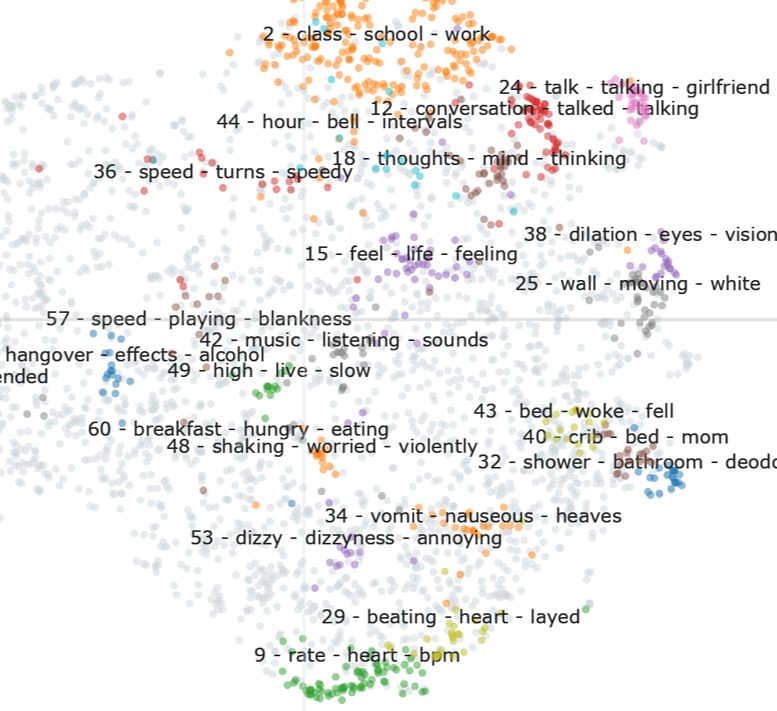 2 - class - school - work
24 - talk - talking - girlfriend
12 - conversation - talked - talking
44 - hour - bell - intervals
18 - thoughts - mind - thinking
36 - speed - turns - speedy
38 - dilation - eyes - vision
15 - feel - life - feeling
25 - wall - moving - white
57 - speed - playing - blankness
42 - music - listening - sounds
hangover - effects - alcohol
49 - high - live - slow
ended
43 - bed - woke - fell
60 - breakfast - hungry - eating
40 - crib - bed - mom
48 - shaking - worried - violently
32 - shower - bathroom - deodo
34 - vomit - nauseous - heaves
53 - dizzy - dizzyness - annoying
29 - beating - heart - layed
9 - rate - heart - bpm